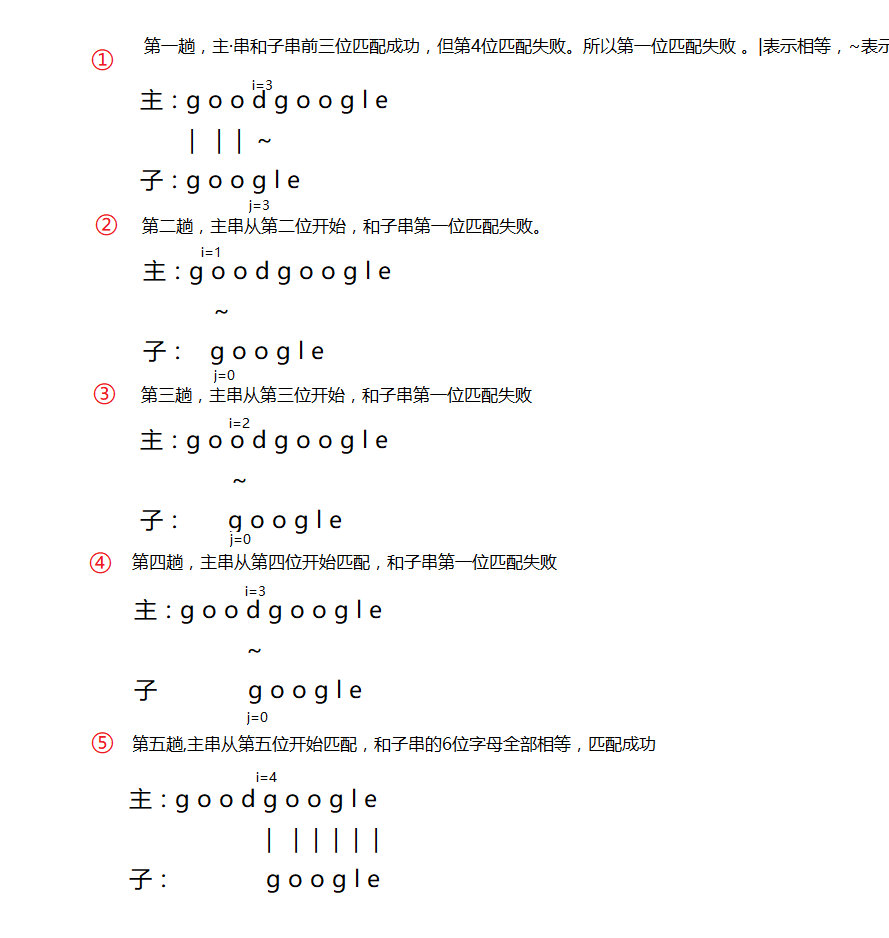 ①
第一趟，主·串和子串前三位匹配成功，但第4位匹配失败。所以第一位匹配失败 。|表示相等，~表示
i=3
主：g o o d g o o g l e
| | | ~
子：g o o g l e
j=3
②
第二趟，主串从第二位开始，和子串第一位匹配失败。
i=1
主：g o o d g o o g l e
~
子： g o o g l e
j=0
③
第三趟，主串从第三位开始，和子串第一位匹配失败
i=2
主：g o o d g o o g l e
~
子： g o o g l e
j=0
④
第四趟，主串从第四位开始匹配，和子串第一位匹配失败
i=3
主：g o o d g o o g l e
~
子 g o o g l e
j=0
⑤
第五趟,主串从第五位开始匹配，和子串的6位字母全部相等，匹配成功
i=4
主：g o o d g o o g l e
| | | | | |
子： g o o g l e